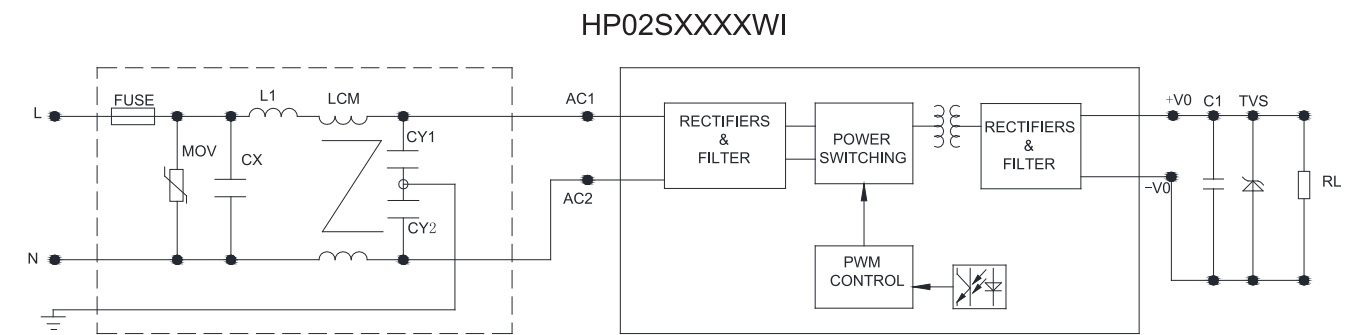 HP02SXXXXWI
L
FUSE
L1
LCM
MOV
CX
CY1
CY2
N
AC1
AC2
RECTIFIERS
&
FILTER
POWER
SWITCHING
RECTIFIERS
&
FILTER
PWM
CONTROL
+V0
C1
TVS
−V0
RL